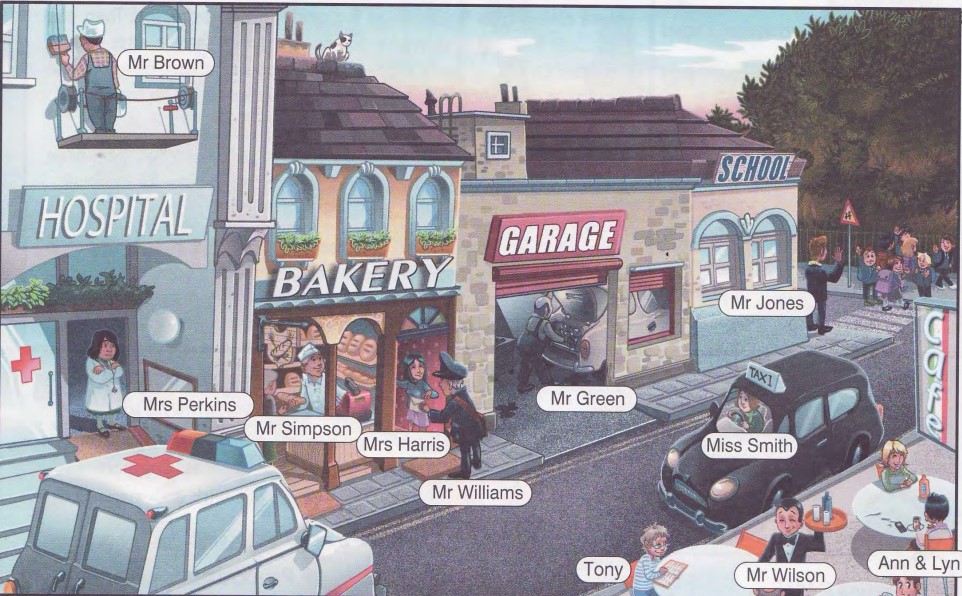 Mr Brown
HOSPITAL
BAKERY
GARAGE
SCHOOL
Mr Jones
Café
Mrs Perkins
Mr Simpson
Mrs Harris
Mr Williams
Mr Green
TAXI
Miss Smith
Tony
Mr Wilson
Ann & Lyn